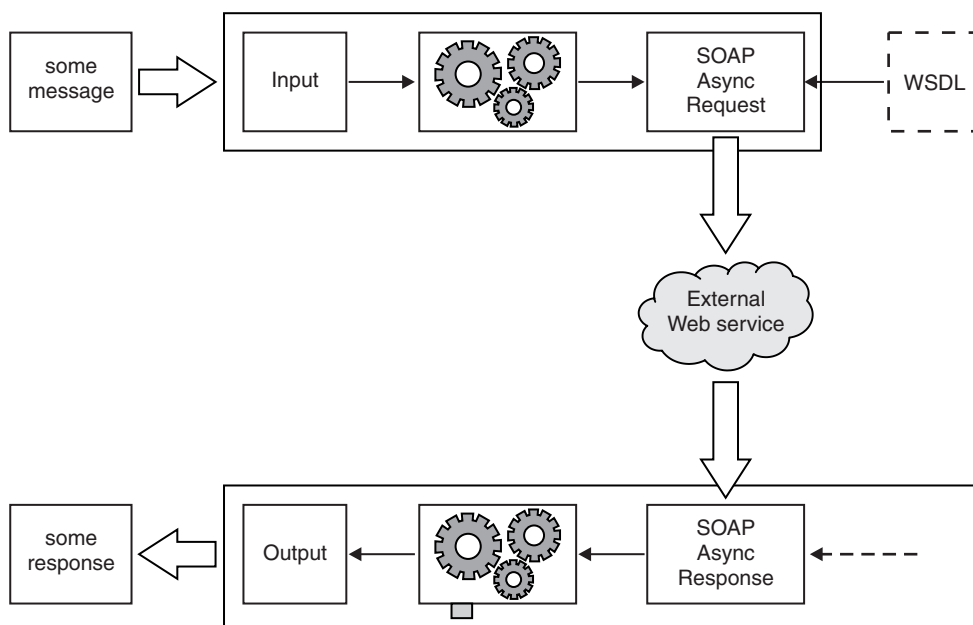 some
message
Input
SOAP
Async
Request
WSDL
External
Web service
some
response
Output
SOAP
Async
Response